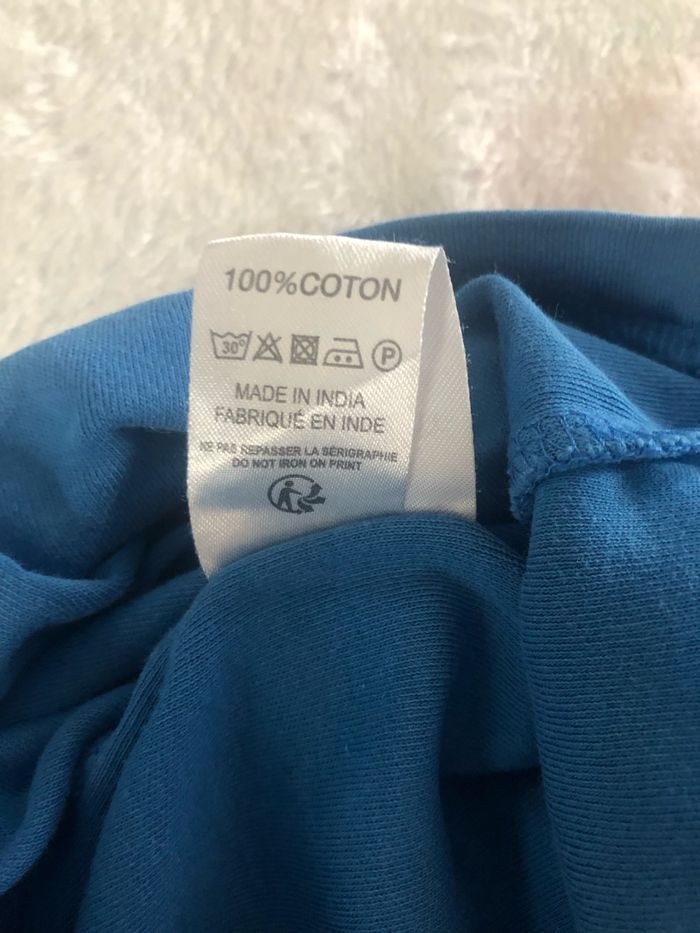 100%COTON
30°
P
MADE IN INDIA
FABRIQUÉ EN INDE
NE PAS REPASSER LA SÉRIGRAPHIE
DO NOT IRON ON PRINT